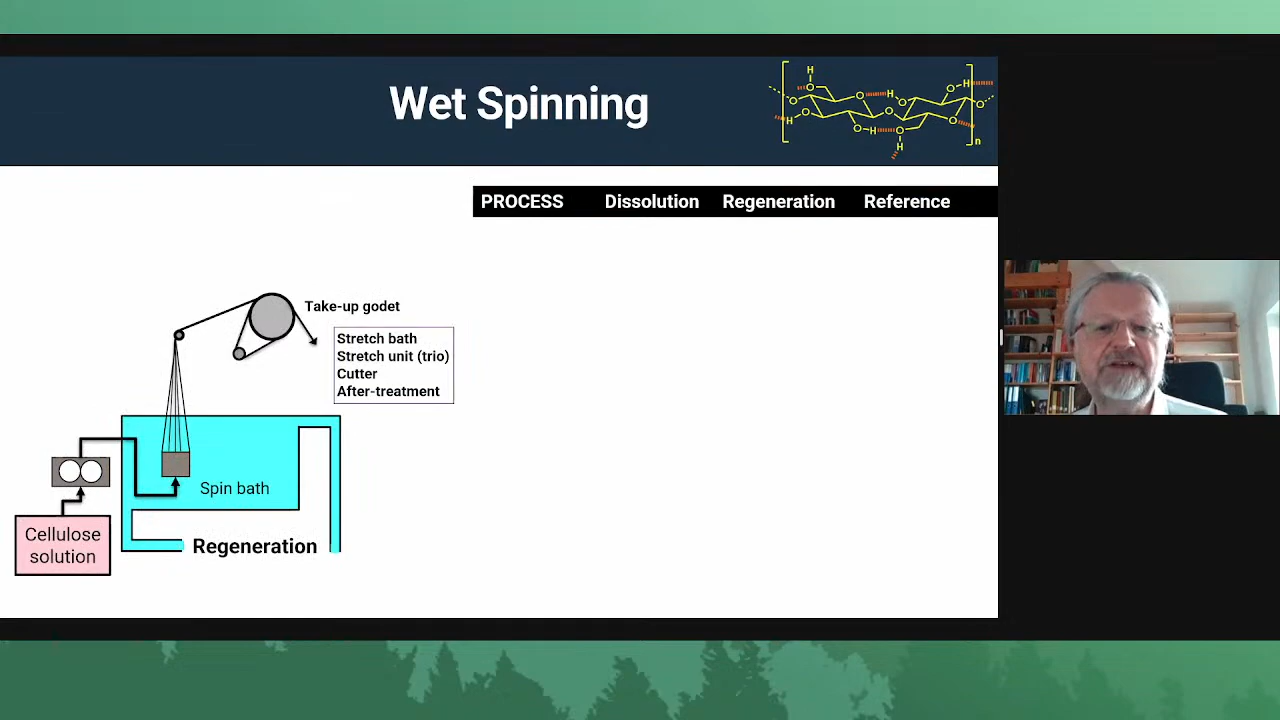 Wet Spinning
H
O
O
O
H
O
H
O
O
H
O
O
H
O
H
O
O
O
H
n
PROCESS Dissolution Regeneration Reference
Take-up godet
Stretch bath
Stretch unit (trio)
Cutter
After-treatment
Spin bath
Cellulose
solution
Regeneration